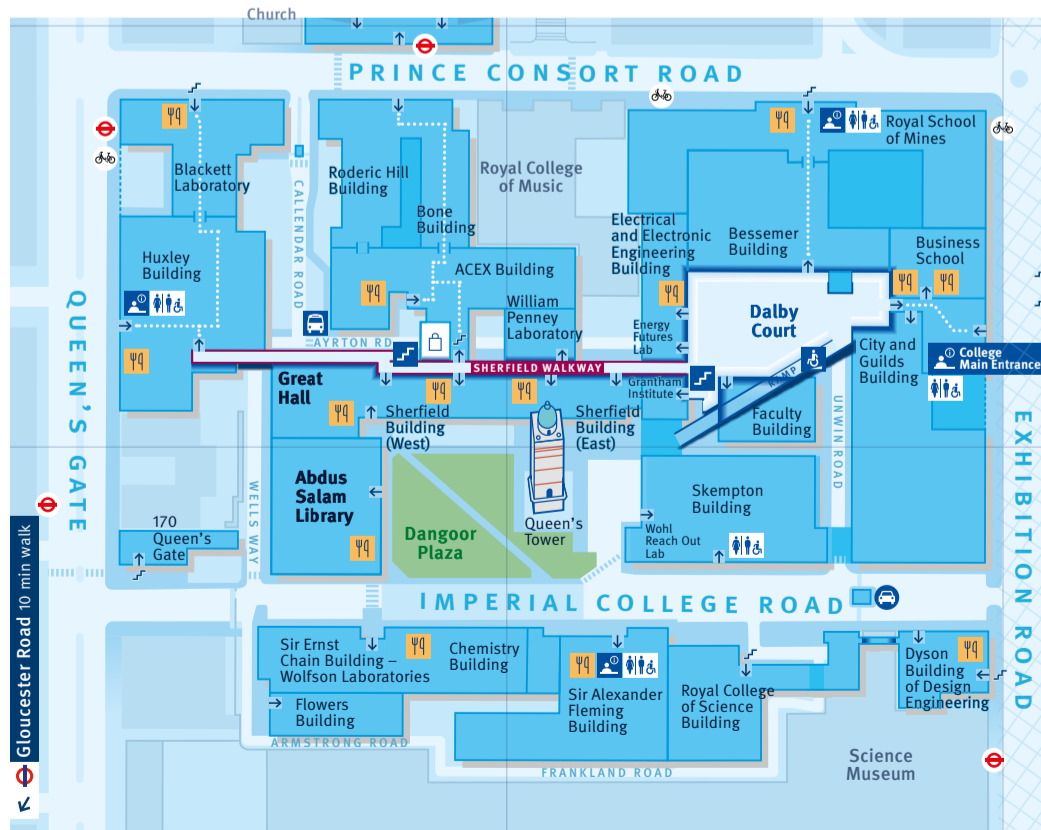 Church
PRINCE CONSORT ROAD
Royal School
of Mines
Blackett
Laboratory
Roderic Hill
Building
Royal College
of Music
CALLENDAR ROAD
Bone
Building
Electrical
and Electronic
Engineering
Building
Bessemer
Building
Business
School
Huxley
Building
ACEX Building
William
Penney
Laboratory
Dalby
Court
Energy
Futures
Lab
City and
Guilds
Building
College
Main Entrance
AYRTON RD
SHERFIELD WALKWAY
RAMP
QUEEN'S GATE
Great
Hall
Grantham
Institute
Sherfield
Building
(West)
Sherfield
Building
(East)
Faculty
Building
UNWIN ROAD
EXHIBITION ROAD
Abdus
Salam
Library
WELLS WAY
Skempton
Building
170
Queen's
Gate
Dangoor
Plaza
Queen's
Tower
Wohl
Reach Out
Lab
Gloucester Road 10 min walk
IMPERIAL COLLEGE ROAD
Sir Ernst
Chain Building –
Wolfson Laboratories
Chemistry
Building
Dyson
Building
of Design
Engineering
Flowers
Building
Sir Alexander
Fleming
Building
Royal College
of Science
Building
ARMSTRONG ROAD
FRANKLAND ROAD
Science
Museum